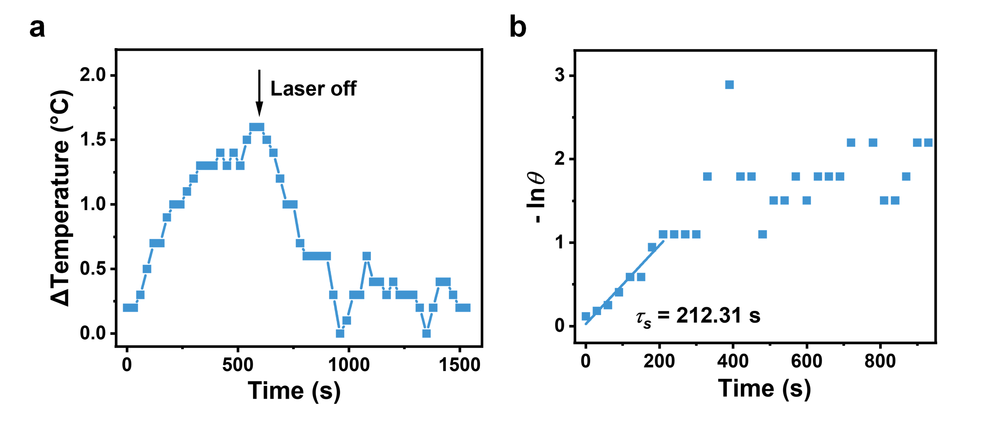 a
2.0
1.5
1.0
0.5
0.0
ΔTemperature (°C)
Laser off
0
500
1000
1500
Time (s)
b
3
2
1
0
- lnθ
τs = 212.31 s
0
200
400
600
800
Time (s)